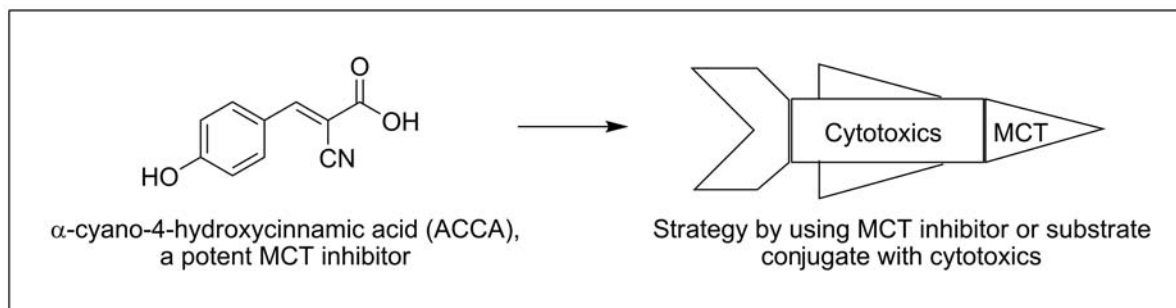 O
OH
CN
HO
α-cyano-4-hydroxycinnamic acid (ACCA),
a potent MCT inhibitor
Cytotoxics
MCT
Strategy by using MCT inhibitor or substrate
conjugate with cytotoxics